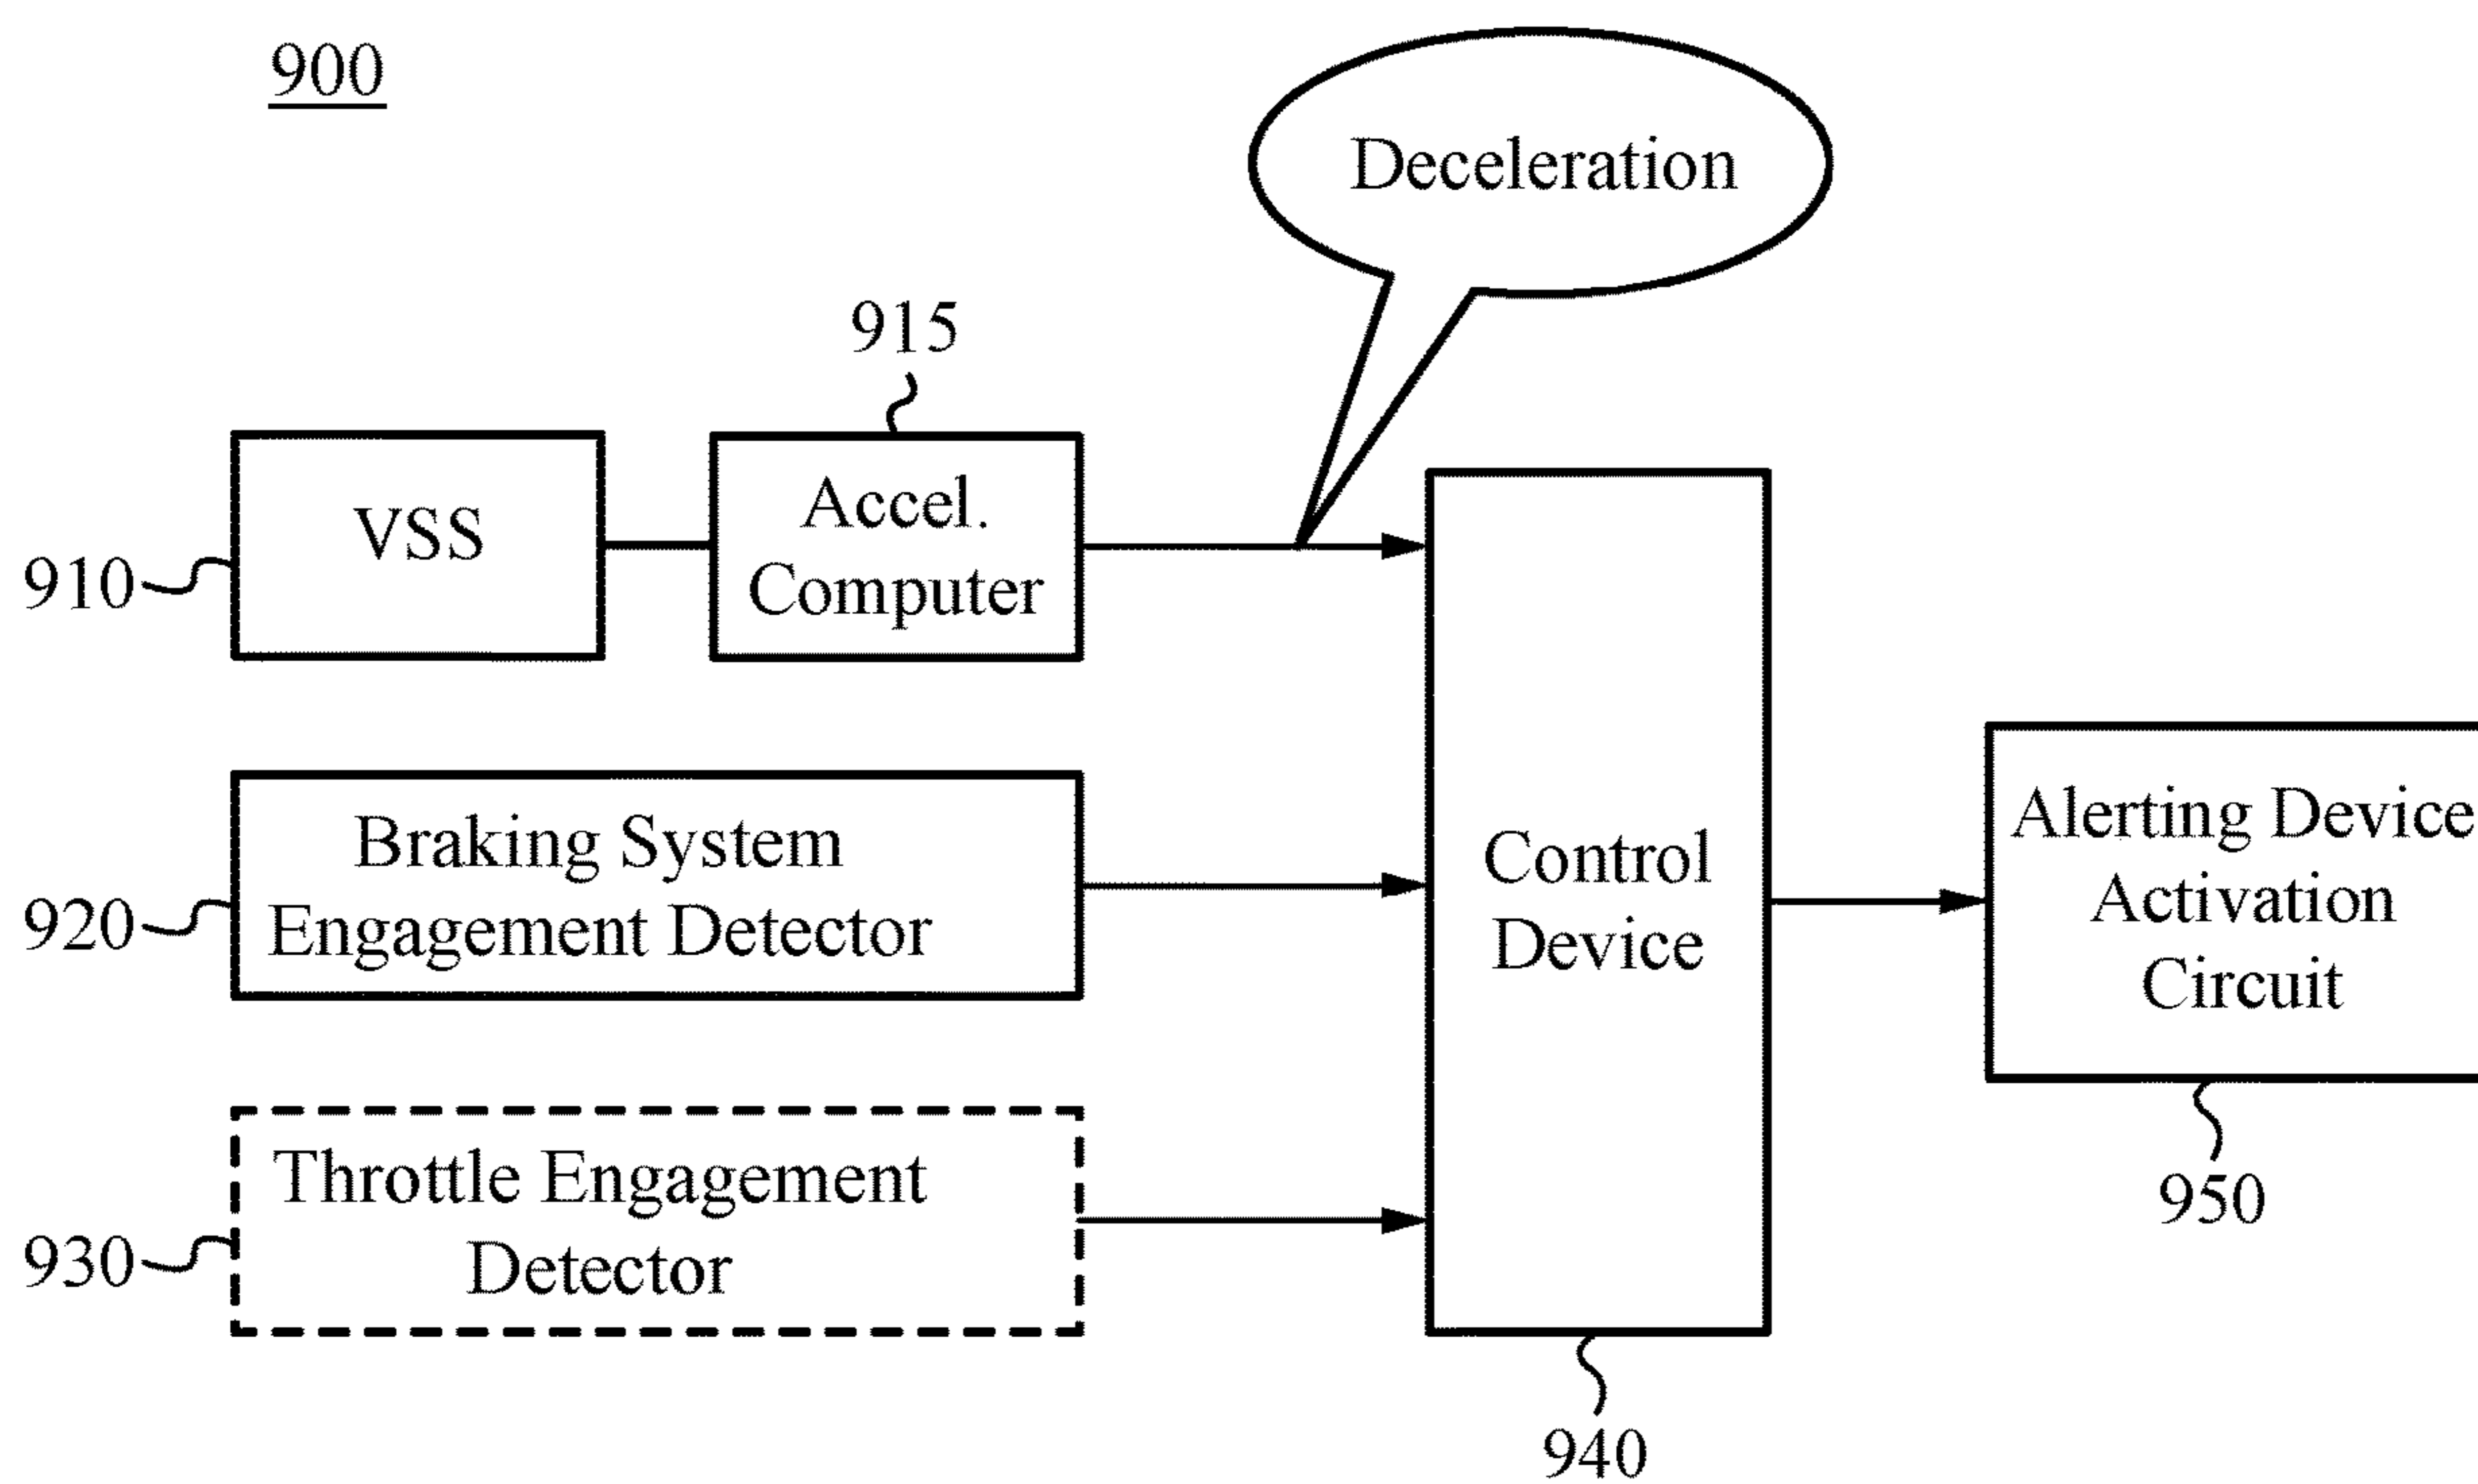 900
Deceleration
915
VSS
Accel.
Computer
910
Braking System
Engagement Detector
920
Control
Device
Alerting Device
Activation
Circuit
Throttle Engagement
Detector
930
950
940